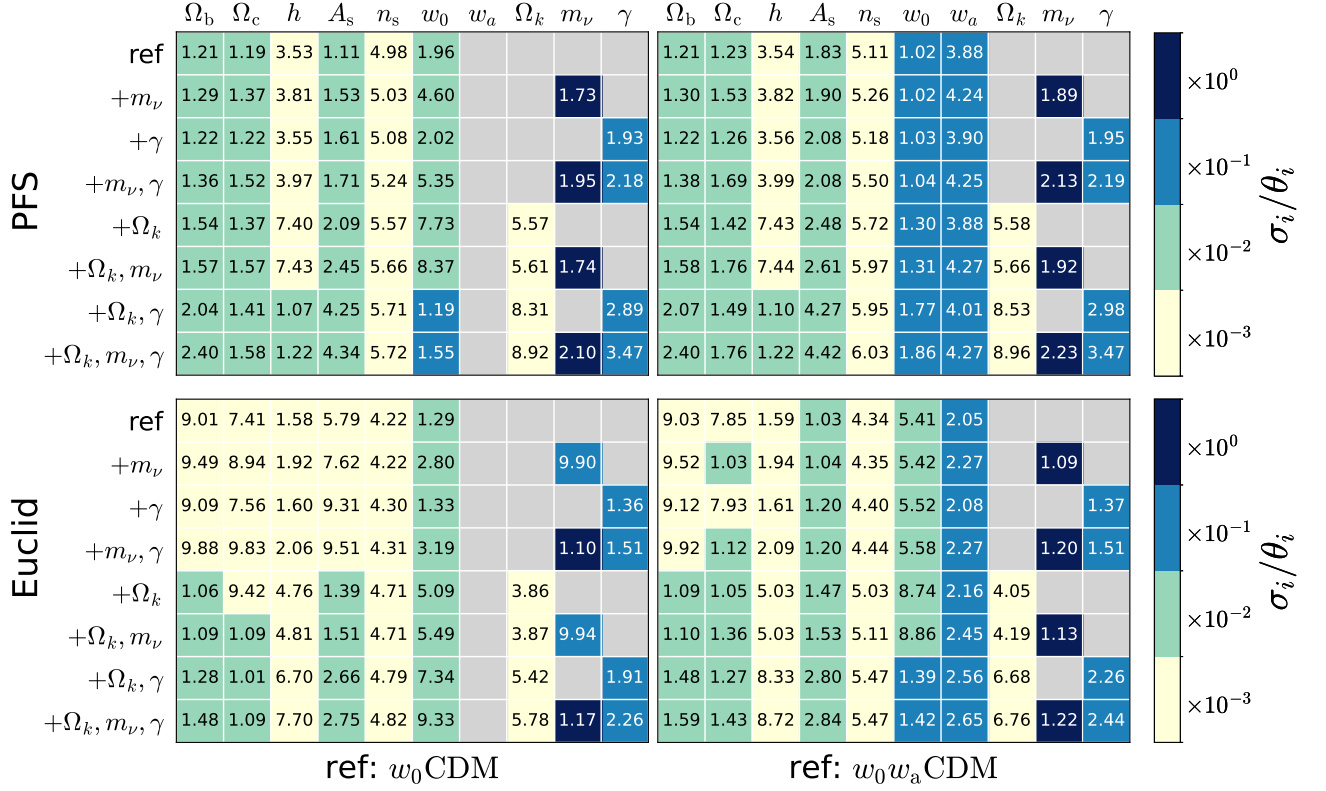 Ωb Ωc h As ns w0 wa Ωk mν γ Ωb Ωc h As ns w0 wa Ωk mν γ
ref 1.21 1.19 3.53 1.11 4.98 1.96 1.21 1.23 3.54 1.83 5.11 1.02 3.88
+mν 1.29 1.37 3.81 1.53 5.03 4.60 1.73 1.30 1.53 3.82 1.90 5.26 1.02 4.24 1.89
+γ 1.22 1.22 3.55 1.61 5.08 2.02 1.93 1.22 1.26 3.56 2.08 5.18 1.03 3.90 1.95
+mν, γ 1.36 1.52 3.97 1.71 5.24 5.35 1.95 2.18 1.38 1.69 3.99 2.08 5.50 1.04 4.25 2.13 2.19
+Ωk 1.54 1.37 7.40 2.09 5.57 7.73 5.57 1.54 1.42 7.43 2.48 5.72 1.30 3.88 5.58
+Ωk, mν 1.57 1.57 7.43 2.45 5.66 8.37 5.61 1.74 1.58 1.76 7.44 2.61 5.97 1.31 4.27 5.66 1.92
+Ωk, γ 2.04 1.41 1.07 4.25 5.71 1.19 8.31 2.89 2.07 1.49 1.10 4.27 5.95 1.77 4.01 8.53 2.98
+Ωk, mν, γ 2.40 1.58 1.22 4.34 5.72 1.55 8.92 2.10 3.47 2.40 1.76 1.22 4.42 6.03 1.86 4.27 8.96 2.23 3.47
PFS
×10⁰
×10⁻¹
×10⁻²
×10⁻³
σi/θi
ref 9.01 7.41 1.58 5.79 4.22 1.29 9.03 7.85 1.59 1.03 4.34 5.41 2.05
+mν 9.49 8.94 1.92 7.62 4.22 2.80 9.90 9.52 1.03 1.94 1.04 4.35 5.42 2.27 1.09
+γ 9.09 7.56 1.60 9.31 4.30 1.33 1.36 9.12 7.93 1.61 1.20 4.40 5.52 2.08 1.37
+mν, γ 9.88 9.83 2.06 9.51 4.31 3.19 1.10 1.51 9.92 1.12 2.09 1.20 4.44 5.58 2.27 1.20 1.51
+Ωk 1.06 9.42 4.76 1.39 4.71 5.09 3.86 1.09 1.05 5.03 1.47 5.03 8.74 2.16 4.05
+Ωk, mν 1.09 1.09 4.81 1.51 4.71 5.49 3.87 9.94 1.10 1.36 5.03 1.53 5.11 8.86 2.45 4.19 1.13
+Ωk, γ 1.28 1.01 6.70 2.66 4.79 7.34 5.42 1.91 1.48 1.27 8.33 2.80 5.47 1.39 2.56 6.68 2.26
+Ωk, mν, γ 1.48 1.09 7.70 2.75 4.82 9.33 5.78 1.17 2.26 1.59 1.43 8.72 2.84 5.47 1.42 2.65 6.76 1.22 2.44
Euclid
×10⁰
×10⁻¹
×10⁻²
×10⁻³
σi/θi
ref: w0CDM ref: w0waCDM